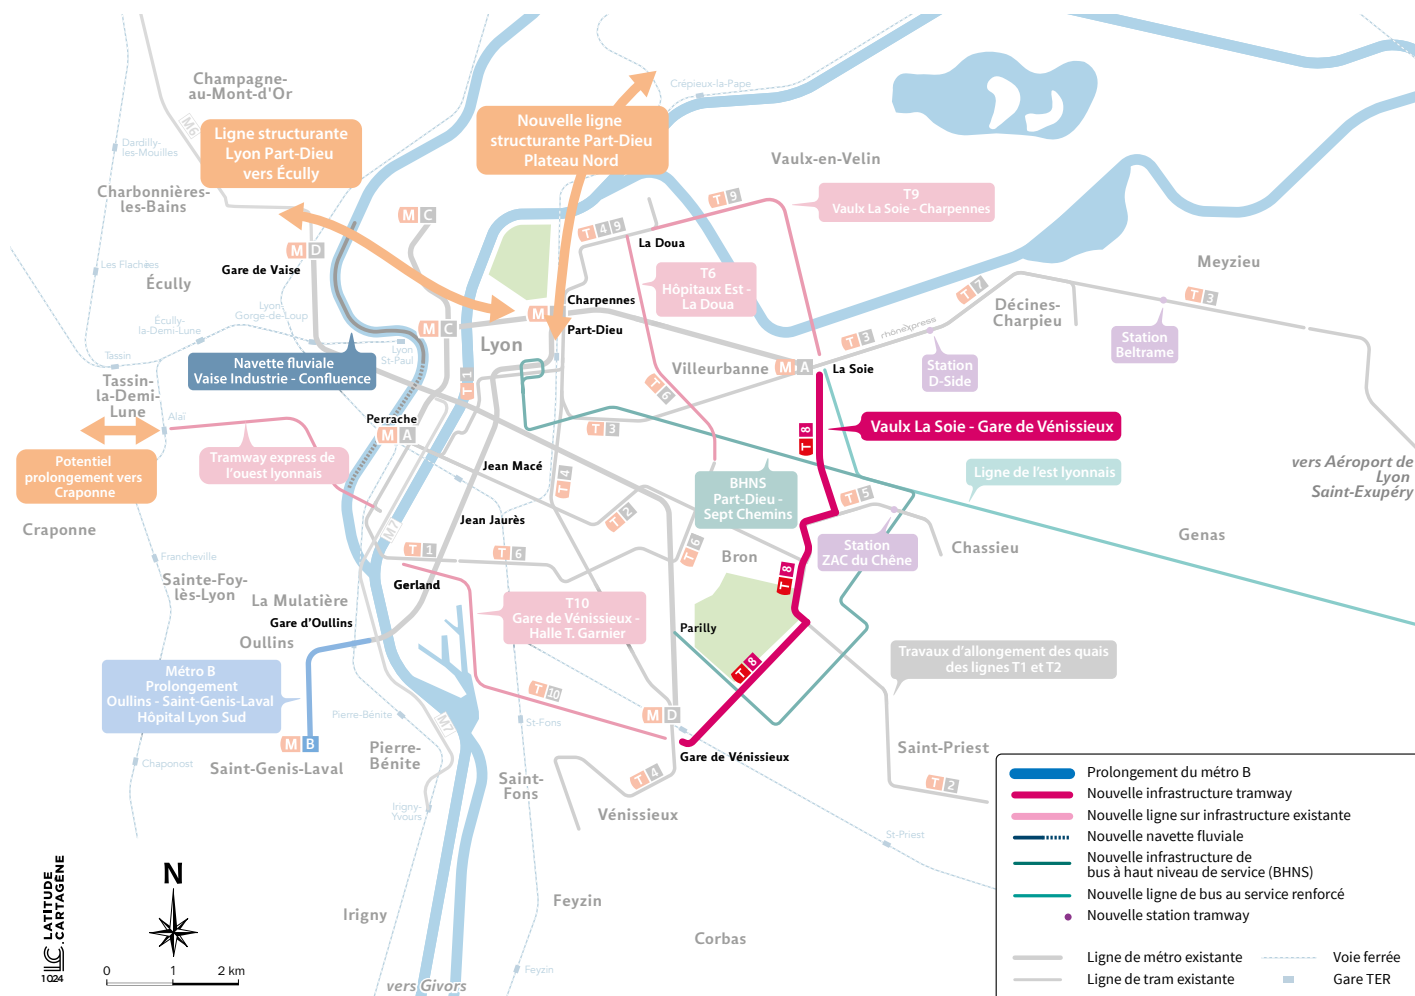 Champagne-
au-Mont-d'Or
M6
Ligne structurante
Lyon Part-Dieu
vers Écully
Nouvelle ligne
structurante Part-Dieu
Plateau Nord
Crépieux-la-Pape
Dardilly-
les-Mouilles
Vaulx-en-Velin
Charbonnières-
les-Bains
T9
Vaulx La Soie - Charpennes
T 9
M C
T 4 9
La Doua
M D
Gare de Vaise
Les Flachères
Écully
T6
Hôpitaux Est -
La Doua
Meyzieu
T 7
T 3
Décines-
Charpieu
Lyon-
Gorge-de-Loup
Charpennes
M
Part-Dieu
Écully-
la-Demi-Lune
M C
Lyon
St-Paul
Lyon
T 3
rhônexpress
Station
Beltrame
Tassin
Navette fluviale
Vaise Industrie - Confluence
T 1
Villeurbanne
M A
La Soie
Station
D-Side
Tassin-
la-Demi-
Lune
Alaï
T 6
Perrache
M A
T 3
T 8
Vaulx La Soie - Gare de Vénissieux
Tramway express de
l'ouest lyonnais
Potentiel
prolongement vers
Craponne
Jean Macé
T 4
BHNS
Part-Dieu -
Sept Chemins
Ligne de l'est lyonnais
vers Aéroport de
Lyon
Saint-Exupéry
T 5
Craponne
M7
Jean Jaurès
T 2
Genas
Francheville
T 1
T 6
T 6
Bron
Station
ZAC du Chêne
Chassieu
Sainte-Foy-
lès-Lyon
La Mulatière
Gerland
T 8
Gare d'Oullins
T10
Gare de Vénissieux -
Halle T. Garnier
Parilly
Oullins
Travaux d'allongement des quais
des lignes T1 et T2
Métro B
Prolongement
Oullins - Saint-Genis-Laval
Hôpital Lyon Sud
T 8
T 10
Pierre-Bénite
M7
St-Fons
M D
M B
Saint-Genis-Laval
Chaponost
Pierre-
Bénite
Gare de Vénissieux
Saint-Priest
Saint-
Fons
T 4
T 2
Irigny-
Yvours
Vénissieux
St-Priest
Feyzin
Irigny
Corbas
Feyzin
vers Givors
LATITUDE
.CARTAGÈNE
LC
1024
N
0 1 2 km
Prolongement du métro B
Nouvelle infrastructure tramway
Nouvelle ligne sur infrastructure existante
Nouvelle navette fluviale
Nouvelle infrastructure de
bus à haut niveau de service (BHNS)
Nouvelle ligne de bus au service renforcé
Nouvelle station tramway
Ligne de métro existante
Voie ferrée
Ligne de tram existante
Gare TER